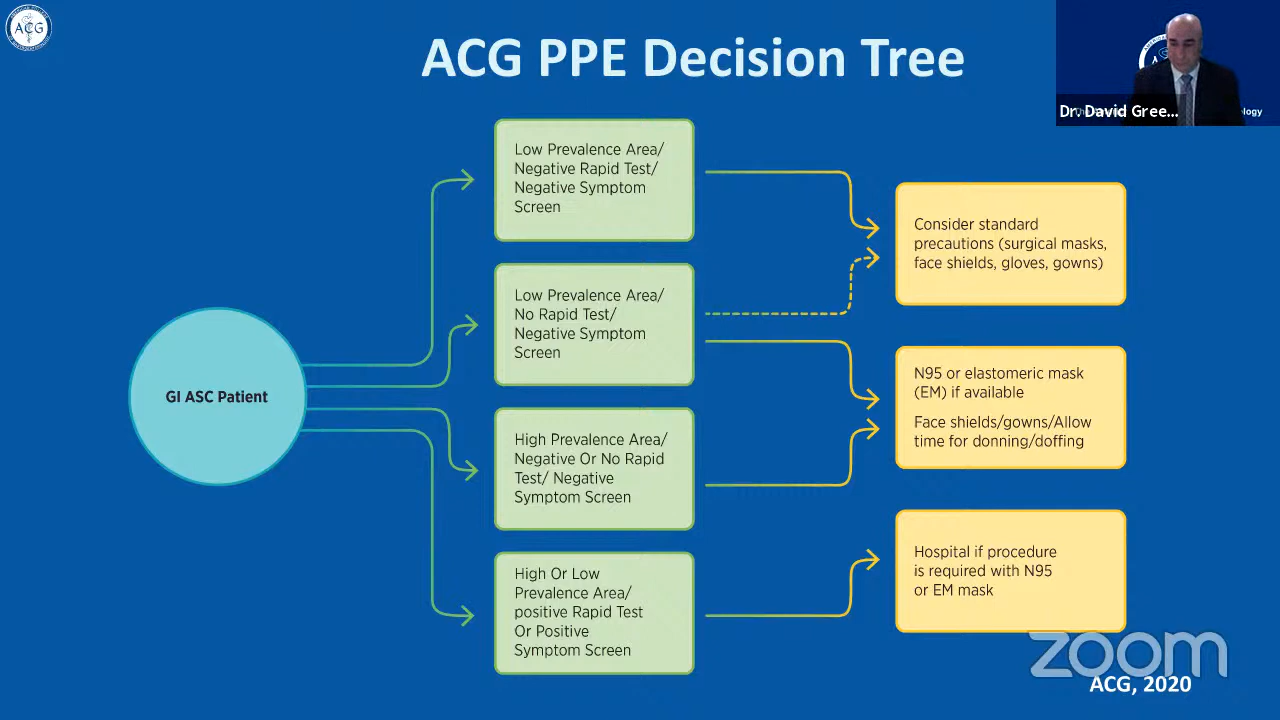 ACG
ACG PPE Decision Tree
Dr. David Gree...
Low Prevalence Area/
Negative Rapid Test/
Negative Symptom
Screen
Consider standard
precautions (surgical masks,
face shields, gloves, gowns)
Low Prevalence Area/
No Rapid Test/
Negative Symptom
Screen
GI ASC Patient
N95 or elastomeric mask
(EM) if available
Face shields/gowns/Allow
time for donning/doffing
High Prevalence Area/
Negative Or No Rapid
Test/ Negative
Symptom Screen
High Or Low
Prevalence Area/
positive Rapid Test
Or Positive
Symptom Screen
Hospital if procedure
is required with N95
or EM mask
zoom
ACG, 2020